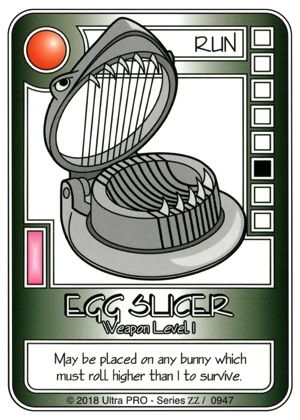 RUN
EGG SLICER
Weapon Level 1
May be placed on any bunny which
must roll higher than 1 to survive.
© 2018 Ultra PRO - Series ZZ / 0947